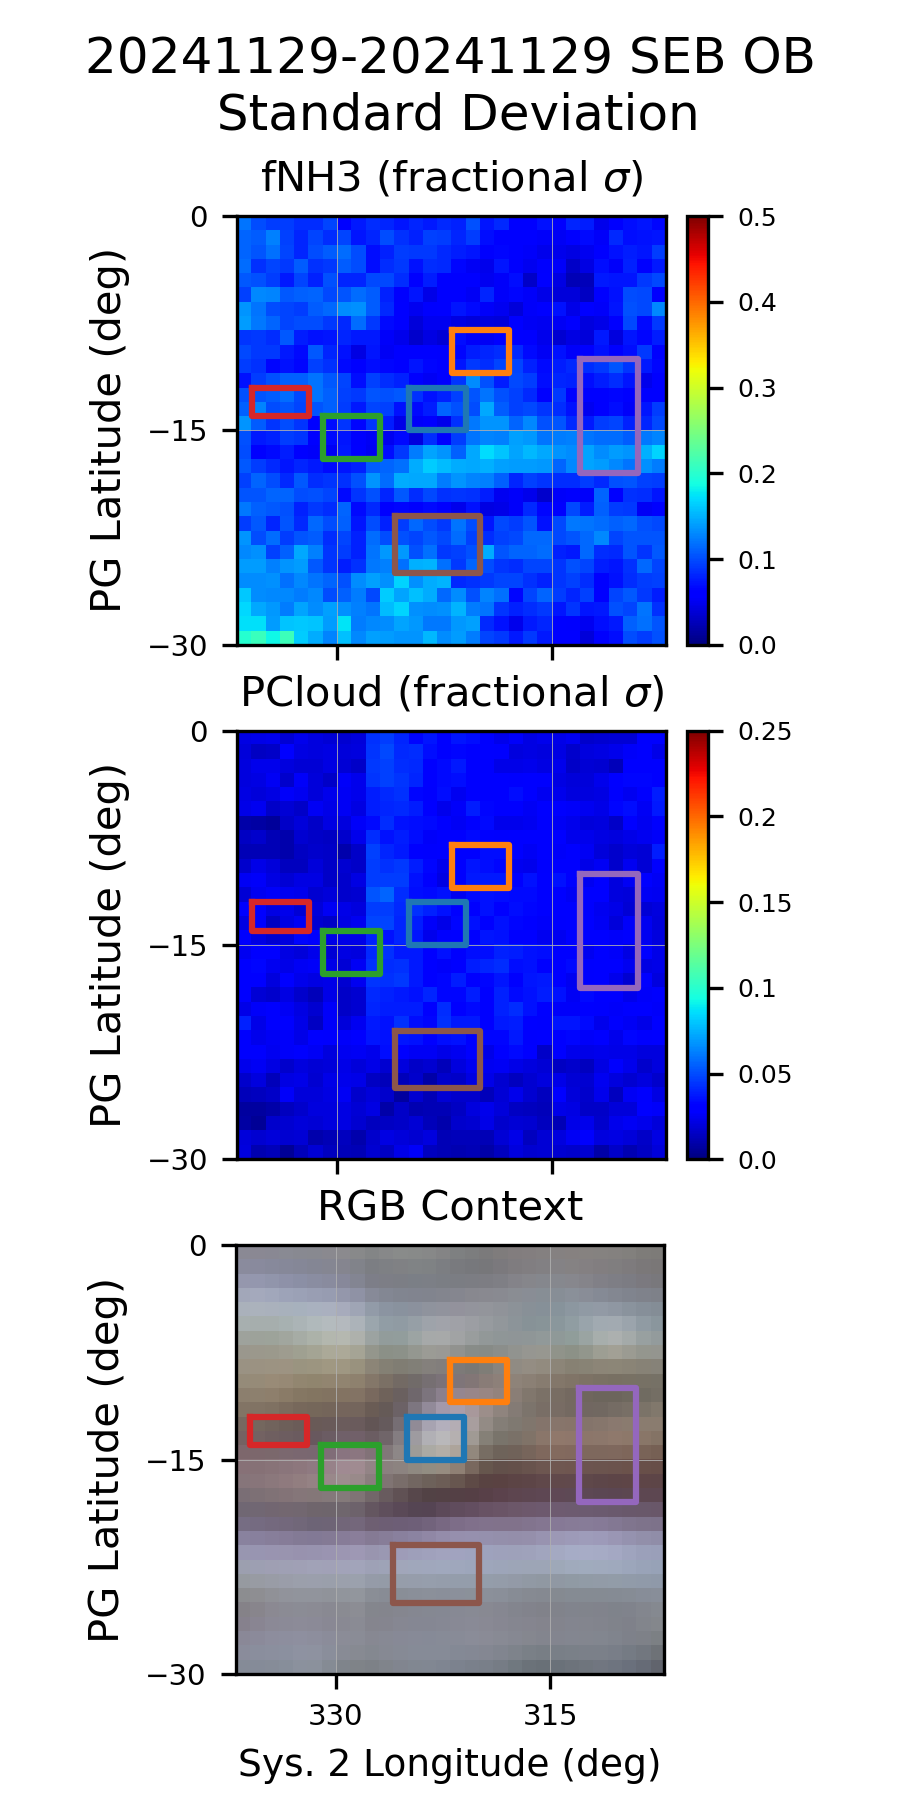 20241129-20241129 SEB OB
Standard Deviation
fNH3 (fractional σ)
PG Latitude (deg)
0
−15
−30
0.5
0.4
0.3
0.2
0.1
0.0
PCloud (fractional σ)
PG Latitude (deg)
0
−15
−30
0.25
0.2
0.15
0.1
0.05
0.0
RGB Context
PG Latitude (deg)
0
−15
−30
330
315
Sys. 2 Longitude (deg)